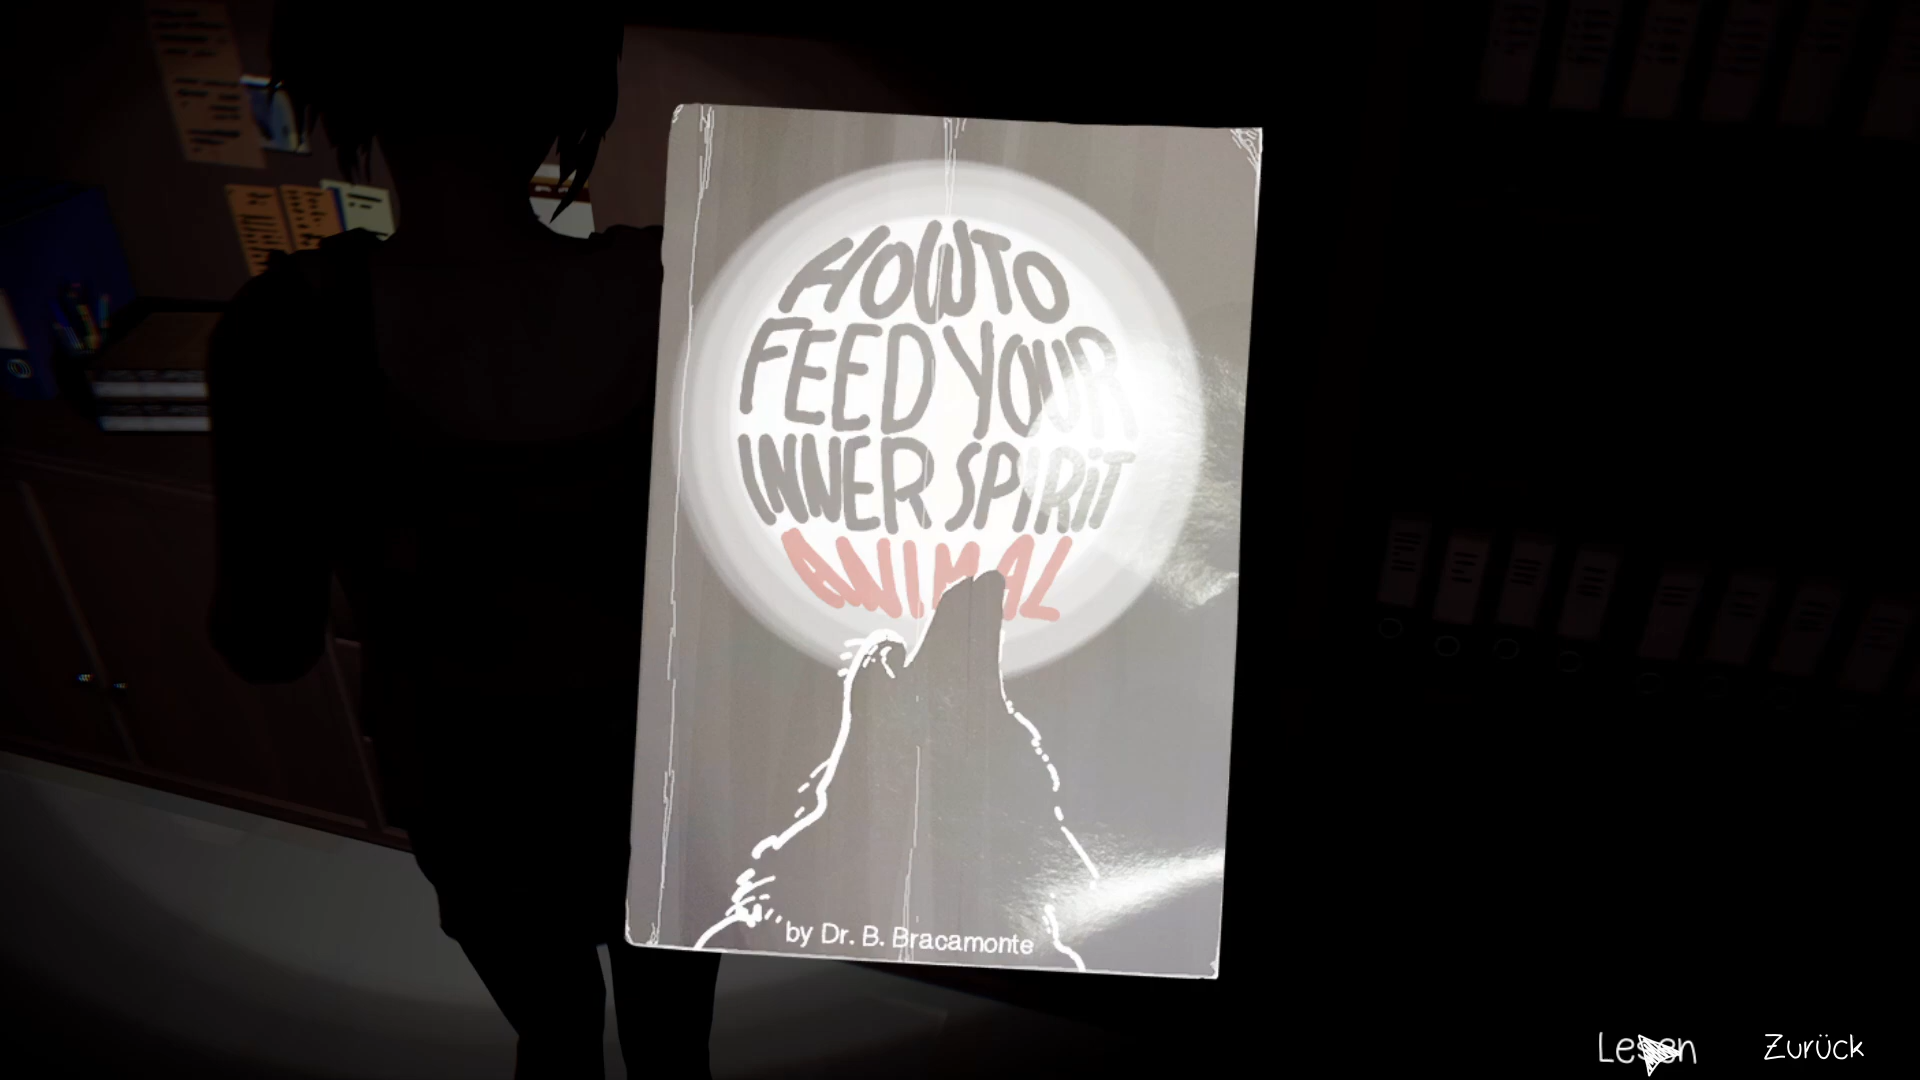 HOW TO
FEED YOUR
INNER SPIRIT
ANIMAL
by Dr. B. Bracamonte
Lesen
Zurück